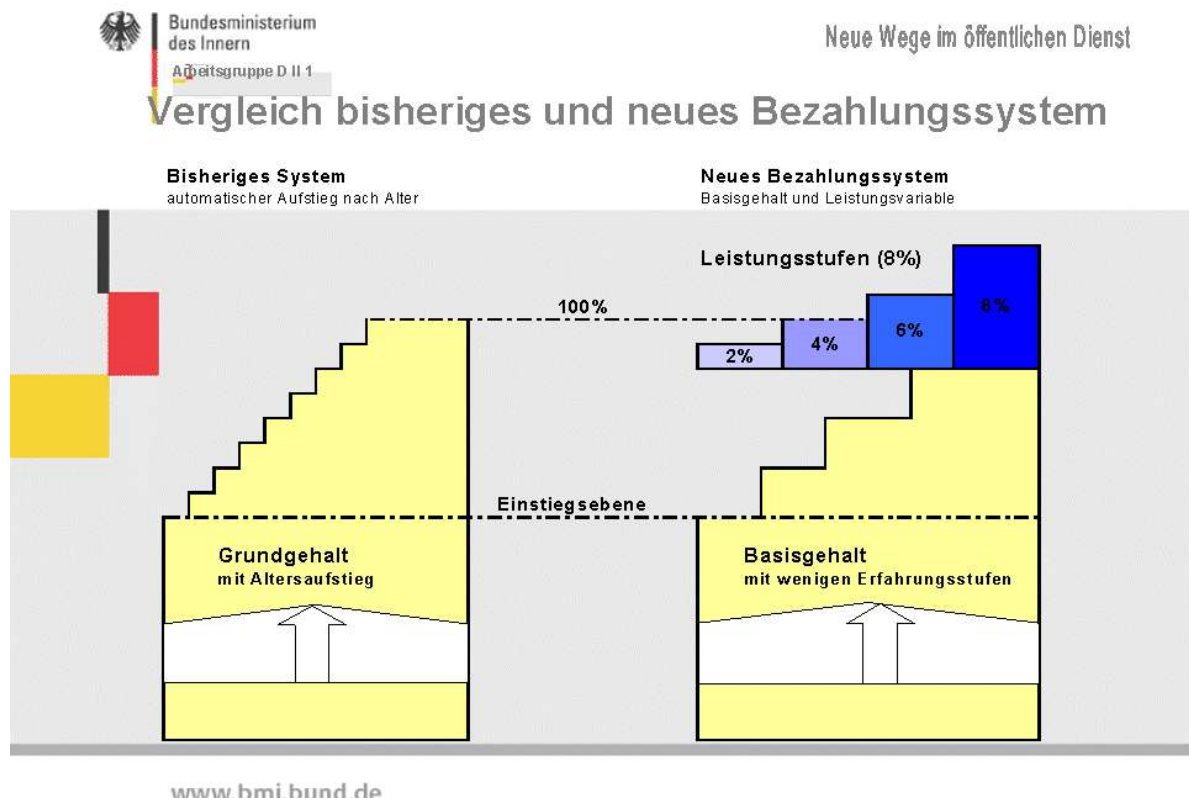 Bundesministerium
des Innern
Arbeitsgruppe D II 1
Neue Wege im öffentlichen Dienst
Vergleich bisheriges und neues Bezahlungssystem
Bisheriges System
automatischer Aufstieg nach Alter
Neues Bezahlungssystem
Basisgehalt und Leistungsvariable
Leistungsstufen (8%)
100%
2%
4%
6%
8%
Einstiegsebene
Grundgehalt
mit Altersaufstieg
Basisgehalt
mit wenigen Erfahrungsstufen
www.bmi.bund.de